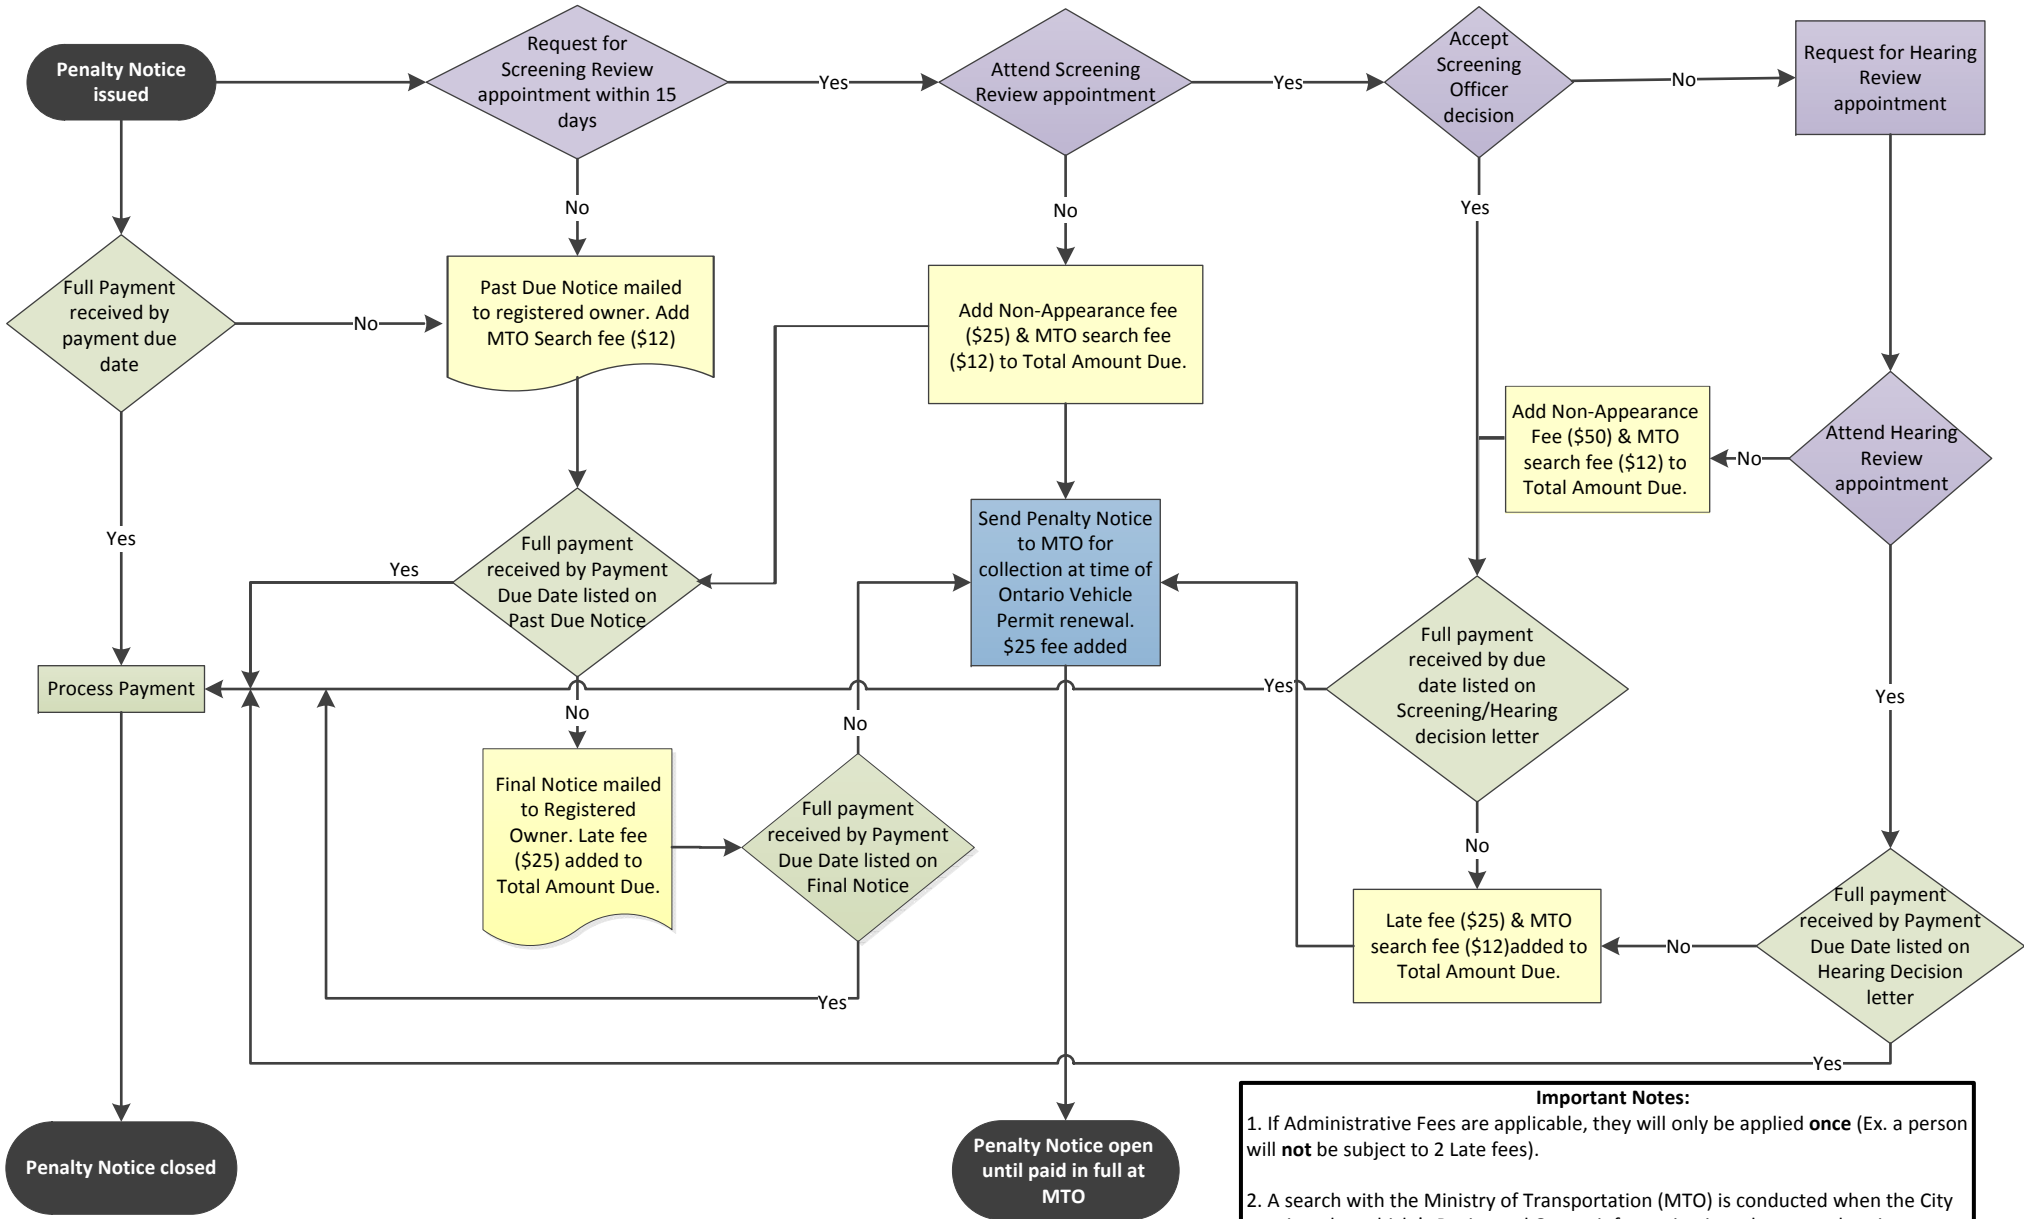 Penalty Notice
issued
Request for
Screening Review
appointment within 15
days
Yes
Attend Screening
Review appointment
Yes
Accept
Screening
Officer
decision
No
Request for Hearing
Review
appointment
No
No
Yes
Full Payment
received by
payment due
date
No
Past Due Notice mailed
to registered owner. Add
MTO Search fee ($12)
Add Non-Appearance fee
($25) & MTO search fee
($12) to Total Amount Due.
Add Non-Appearance
Fee ($50) & MTO
search fee ($12) to
Total Amount Due.
No
Attend Hearing
Review
appointment
Yes
Yes
Full payment
received by Payment
Due Date listed on
Past Due Notice
Send Penalty Notice
to MTO for
collection at time of
Ontario Vehicle
Permit renewal.
$25 fee added
Full payment
received by due
date listed on
Screening/Hearing
decision letter
Process Payment
Yes
Yes
No
No
Final Notice mailed
to Registered
Owner. Late fee
($25) added to
Total Amount Due.
Full payment
received by Payment
Due Date listed on
Final Notice
No
Late fee ($25) & MTO
search fee ($12)added to
Total Amount Due.
No
Full payment
received by Payment
Due Date listed on
Hearing Decision
letter
Yes
Yes
Penalty Notice closed
Penalty Notice open
until paid in full at
MTO
Important Notes:
1. If Administrative Fees are applicable, they will only be applied once (Ex. a person
will not be subject to 2 Late fees).
2. A search with the Ministry of Transportation (MTO) is conducted when the City